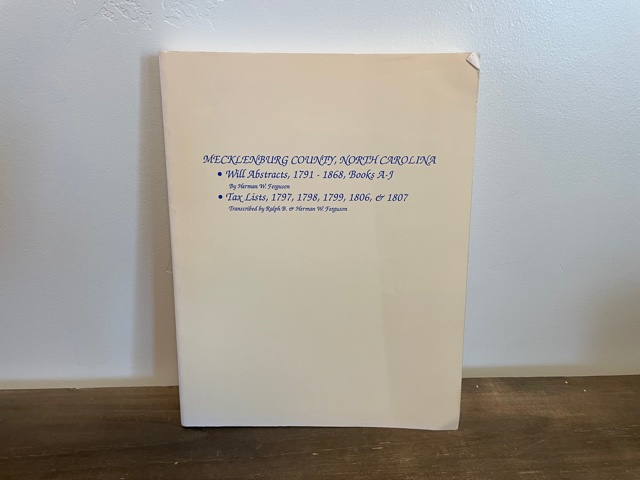 MECKLENBURG COUNTY, NORTH CAROLINA
• Will Abstracts, 1791 - 1868, Books A-J
By Herman W. Ferguson
• Tax Lists, 1797, 1798, 1799, 1806, & 1807
Transcribed by Ralph B. & Herman W. Ferguson